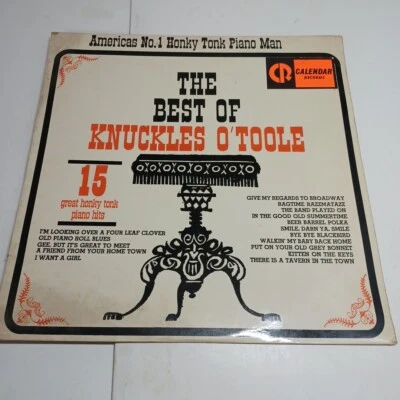 Americas No.1 Honky Tonk Piano Man
CR CALENDAR
RECORDS
THE
BEST OF
KNUCKLES O'TOOLE
15
great honky tonk
piano hits
I'M LOOKING OVER A FOUR LEAF CLOVER
OLD PIANO ROLL BLUES
GEE, BUT IT'S GREAT TO MEET
A FRIEND FROM YOUR HOME TOWN
I WANT A GIRL
GIVE MY REGARDS TO BROADWAY
RAGTIME RAZZMATAZZ
THE BAND PLAYED ON
IN THE GOOD OLD SUMMERTIME
BEER BARREL POLKA
SMILE, DARN YA, SMILE
BYE BYE BLACKBIRD
WALKIN' MY BABY BACK HOME
PUT ON YOUR OLD GREY BONNET
KITTEN ON THE KEYS
THERE IS A TAVERN IN THE TOWN